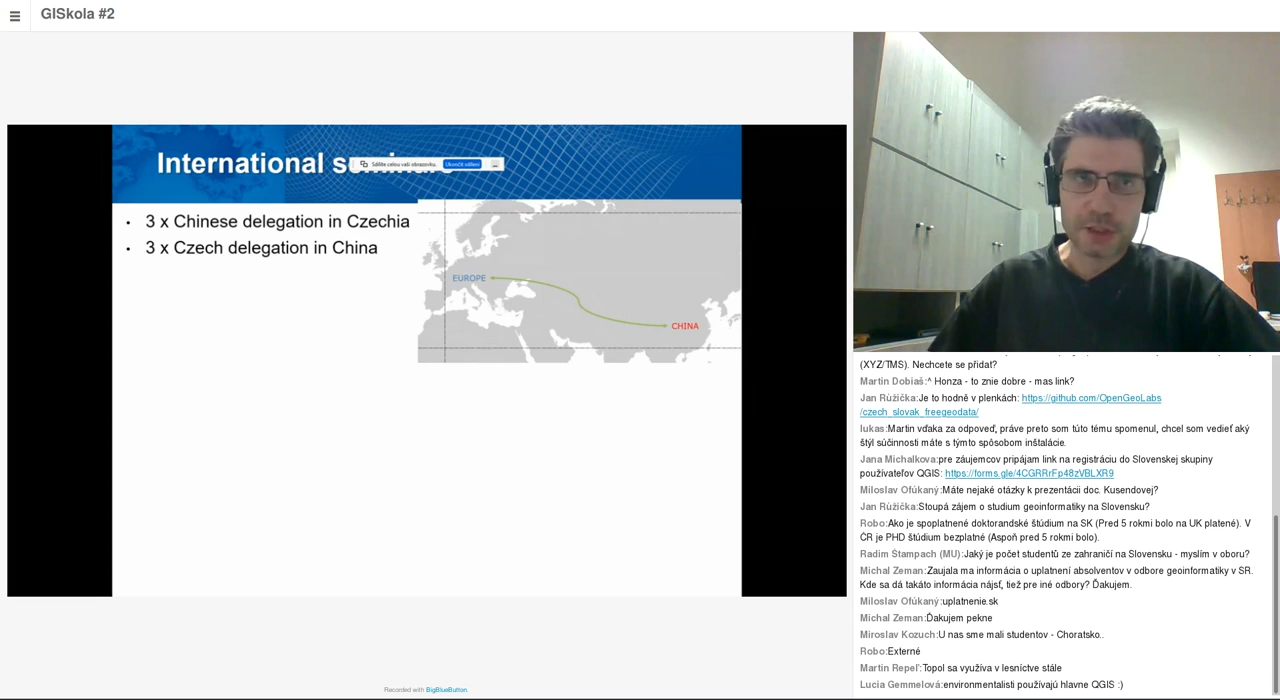 GISkola #2
International seminars
Sdílíte celou vaši obrazovku.
Ukončit sdílení
• 3 x Chinese delegation in Czechia
• 3 x Czech delegation in China
EUROPE
CHINA
(XYZ/TMS). Nechcete se přidat?
Martin Dobiaš:^ Honza - to znie dobre - mas link?
Jan Růžička:Je to hodně v plenkách: https://github.com/OpenGeoLabs
/czech_slovak_freegeodata/
lukas:Martin vďaka za odpoveď, práve preto som túto tému spomenul, chcel som vedieť aký
štýl súčinnosti máte s týmto spôsobom inštalácie.
Jana Michalkova:pre záujemcov pripájam link na registráciu do Slovenskej skupiny
používateľov QGIS: https://forms.gle/4CGRRrFp48zVBLXR9
Miloslav Ofúkaný:Máte nejaké otázky k prezentácii doc. Kusendovej?
Jan Růžička:Stoupá zájem o studium geoinformatiky na Slovensku?
Robo:Ako je spoplatnené doktorandské štúdium na SK (Pred 5 rokmi bolo na UK platené). V
ČR je PHD štúdium bezplatné (Aspoň pred 5 rokmi bolo).
Radim Štampach (MU):Jaký je počet studentů ze zahraničí na Slovensku - myslím v oboru?
Michal Zeman:Zaujala ma informácia o uplatnení absolventov v odbore geoinformatiky v SR.
Kde sa dá takáto informácia nájsť, tiež pre iné odbory? Ďakujem.
Miloslav Ofúkaný:uplatnenie.sk
Michal Zeman:Ďakujem pekne
Miroslav Kozuch:U nas sme mali studentov - Choratsko..
Robo:Externé
Martin Repeľ:Topol sa využíva v lesníctve stále
Lucia Gemmelová:environmentalisti používajú hlavne QGIS :)
Recorded with BigBlueButton.